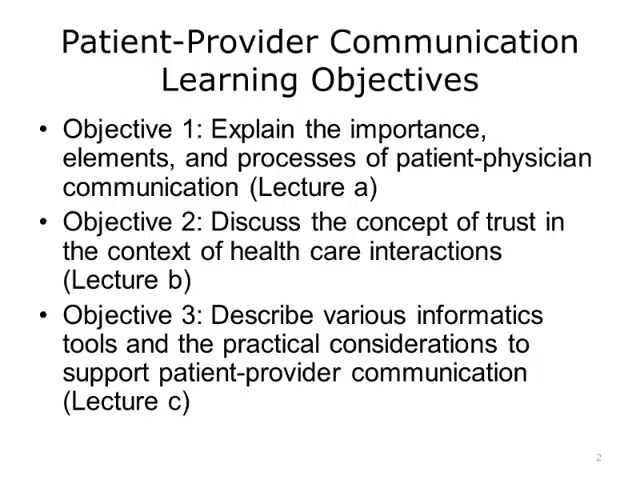 Patient-Provider Communication
Learning Objectives
• Objective 1: Explain the importance,
elements, and processes of patient-physician
communication (Lecture a)
• Objective 2: Discuss the concept of trust in
the context of health care interactions
(Lecture b)
• Objective 3: Describe various informatics
tools and the practical considerations to
support patient-provider communication
(Lecture c)
2